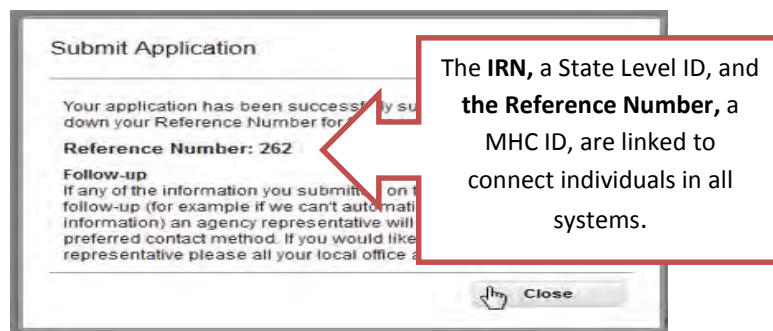 Submit Application
Your application has been successf y su
down your Reference Number for
Reference Number: 262
Follow-up
If any of the information you submitt on t
follow-up (for example if we can't automati
information) an agency representative will
preferred contact method. If you would like
representative please all your local office a
Close
The IRN, a State Level ID, and
the Reference Number, a
MHC ID, are linked to
connect individuals in all
systems.